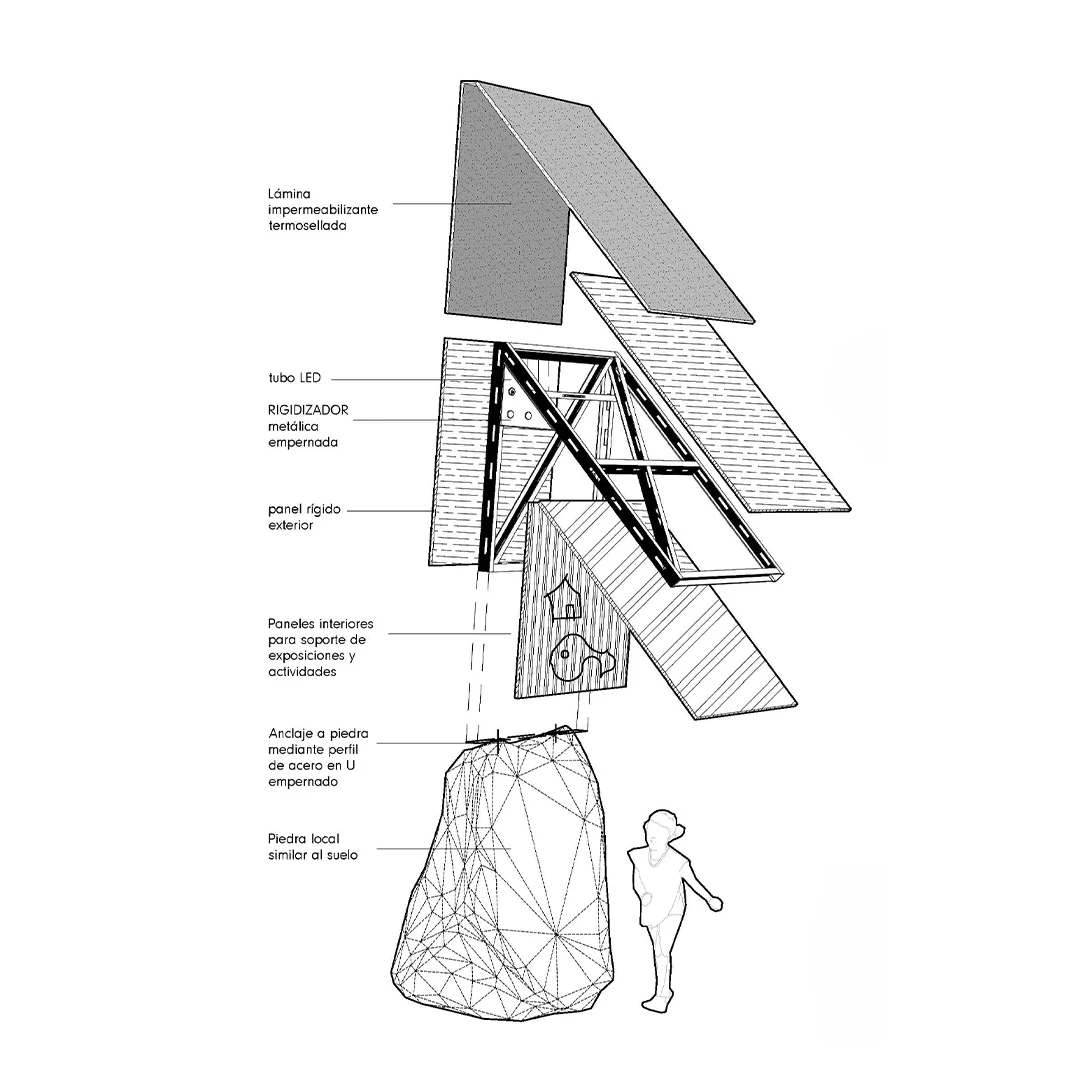 Lámina
impermeabilizante
termosellada
tubo LED
RIGIDIZADOR
metálica
empernada
panel rígido
exterior
Paneles interiores
para soporte de
exposiciones y
actividades
Anclaje a piedra
mediante perfil
de acero en U
empernado
Piedra local
similar al suelo